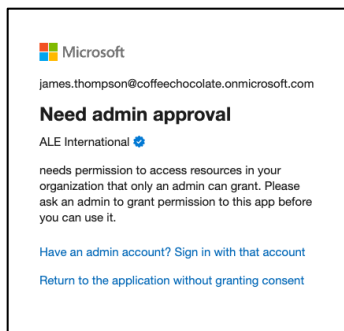 Microsoft
james.thompson@coffeechocolate.onmicrosoft.com
Need admin approval
ALE International
needs permission to access resources in your
organization that only an admin can grant. Please
ask an admin to grant permission to this app before
you can use it.
Have an admin account? Sign in with that account
Return to the application without granting consent